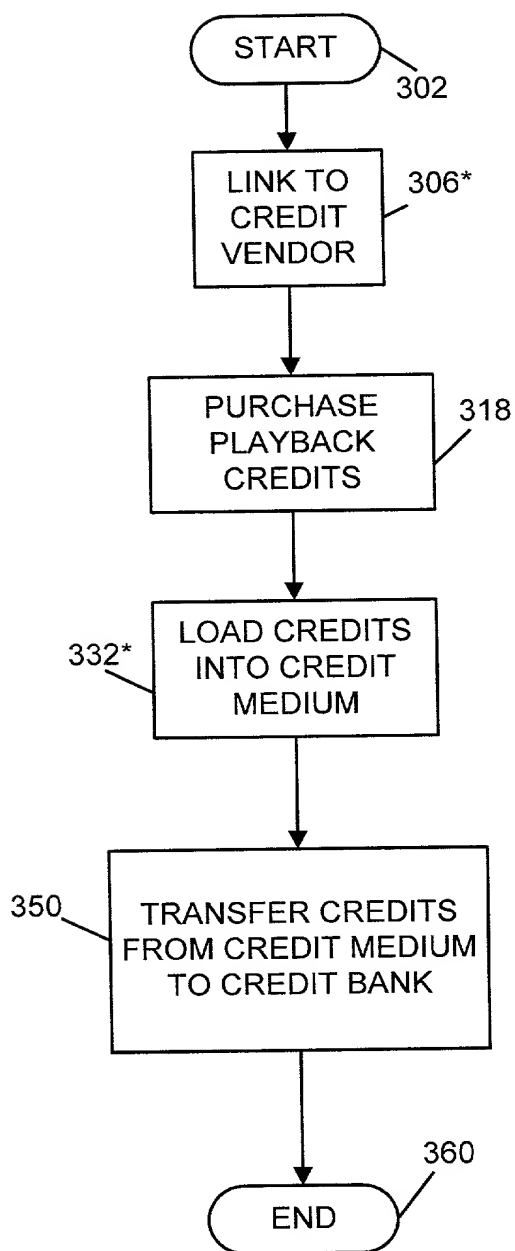 START
302
LINK TO
CREDIT
VENDOR
306*
PURCHASE
PLAYBACK
CREDITS
318
LOAD CREDITS
INTO CREDIT
MEDIUM
332*
350
TRANSFER CREDITS
FROM CREDIT MEDIUM
TO CREDIT BANK
360
END